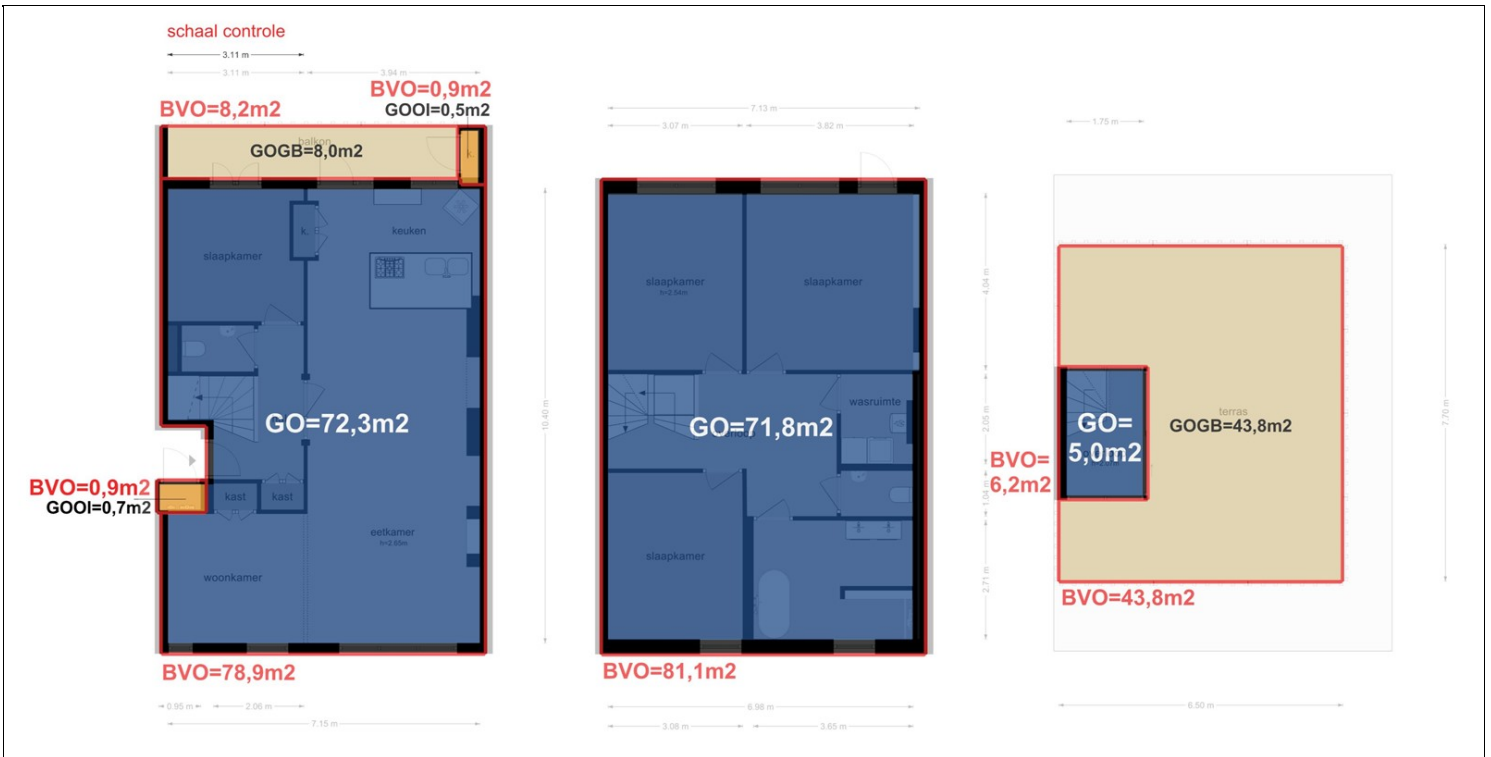 schaal controle
3.11 m
3.11 m
3.94 m
BVO=0,9m2
GOOI=0,5m2
BVO=8,2m2
balkon
GOGB=8,0m2
k.
slaapkamer
k.
keuken
GO=72,3m2
BVO=0,9m2
GOOI=0,7m2
kast
kast
eetkamer
h=2.65m
woonkamer
BVO=78,9m2
0.95 m
2.06 m
7.15 m
10.40 m
7.13 m
3.07 m
3.82 m
slaapkamer
h=2.54m
slaapkamer
wasruimte
GO=71,8m2
slaapkamer
BVO=81,1m2
6.98 m
3.08 m
3.65 m
4.04 m
2.05 m
1.04 m
2.71 m
1.75 m
GO=
5,0m2
terras
GOGB=43,8m2
BVO=
6,2m2
BVO=43,8m2
7.70 m
6.50 m